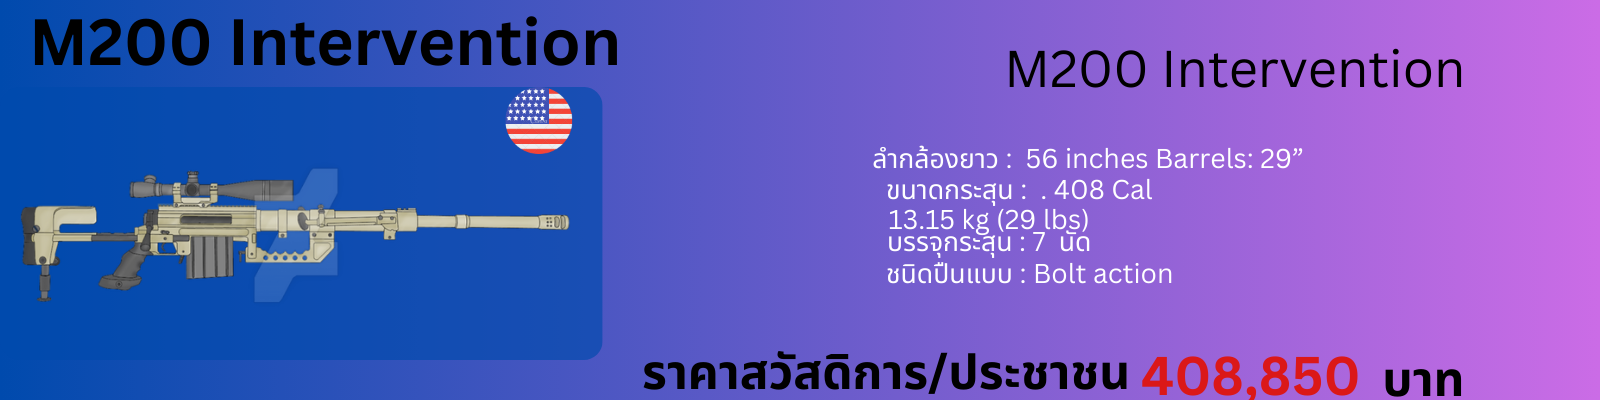 M200 Intervention
M200 Intervention
ลำกล้องยาว : 56 inches Barrels: 29”
ขนาดกระสุน : . 408 Cal
13.15 kg (29 lbs)
บรรจุกระสุน : 7 นัด
ชนิดปืนแบบ : Bolt action
ราคาสวัสดิการ/ประชาชน 408,850 บาท